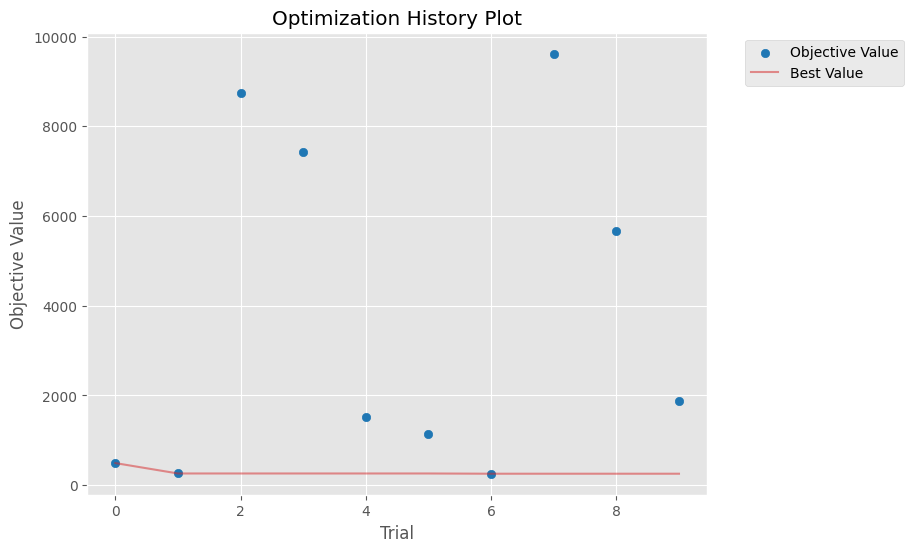 Optimization History Plot
Objective Value
Best Value
10000
8000
6000
4000
2000
0
Objective Value
0 2 4 6 8
Trial